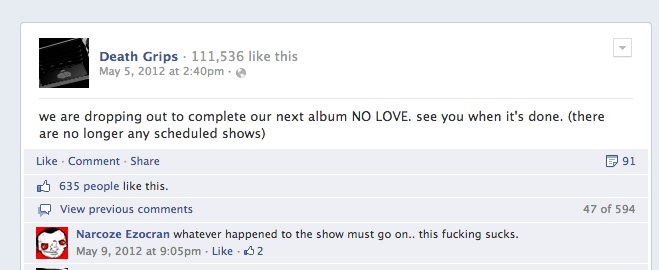 Death Grips · 111,536 like this
May 5, 2012 at 2:40pm ·
we are dropping out to complete our next album NO LOVE. see you when it's done. (there
are no longer any scheduled shows)
Like · Comment · Share 91
635 people like this.
View previous comments 47 of 594
Narcoze Ezocran whatever happened to the show must go on.. this fucking sucks.
May 9, 2012 at 9:05pm · Like · 2